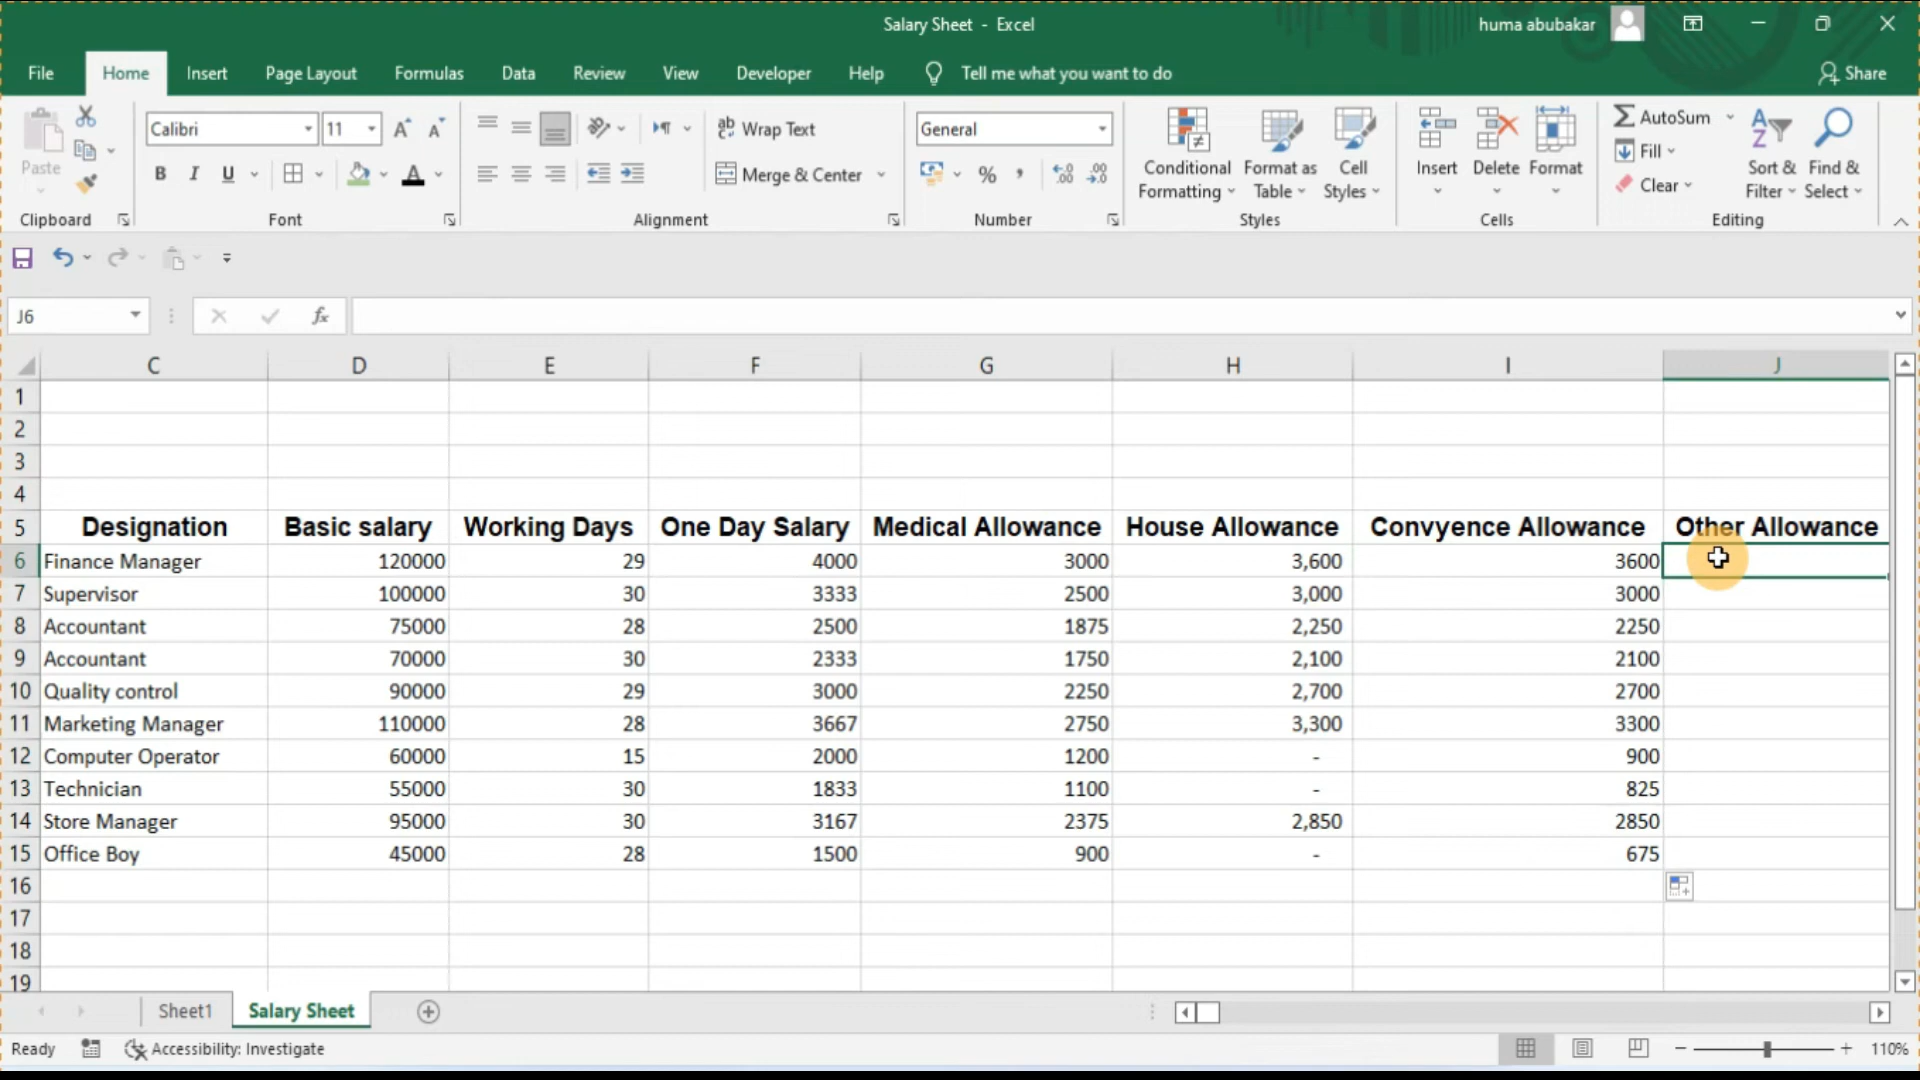 Salary Sheet - Excel
huma abubakar
File Home Insert Page Layout Formulas Data Review View Developer Help Tell me what you want to do Share
Paste
Clipboard
Calibri 11
B I U A
Font
Wrap Text
Merge & Center
Alignment
General
%
Number
Conditional Formatting
Format as Table
Cell Styles
Styles
Insert Delete Format
Cells
AutoSum
Fill
Clear
Sort & Filter
Find & Select
Editing
J6 fx
C D E F G H I J
1
2
3
4
5 Designation Basic salary Working Days One Day Salary Medical Allowance House Allowance Convyence Allowance Other Allowance
6 Finance Manager 120000 29 4000 3000 3,600 3600
7 Supervisor 100000 30 3333 2500 3,000 3000
8 Accountant 75000 28 2500 1875 2,250 2250
9 Accountant 70000 30 2333 1750 2,100 2100
10 Quality control 90000 29 3000 2250 2,700 2700
11 Marketing Manager 110000 28 3667 2750 3,300 3300
12 Computer Operator 60000 15 2000 1200 - 900
13 Technician 55000 30 1833 1100 - 825
14 Store Manager 95000 30 3167 2375 2,850 2850
15 Office Boy 45000 28 1500 900 - 675
16
17
18
19
Sheet1 Salary Sheet
Ready Accessibility: Investigate 110%